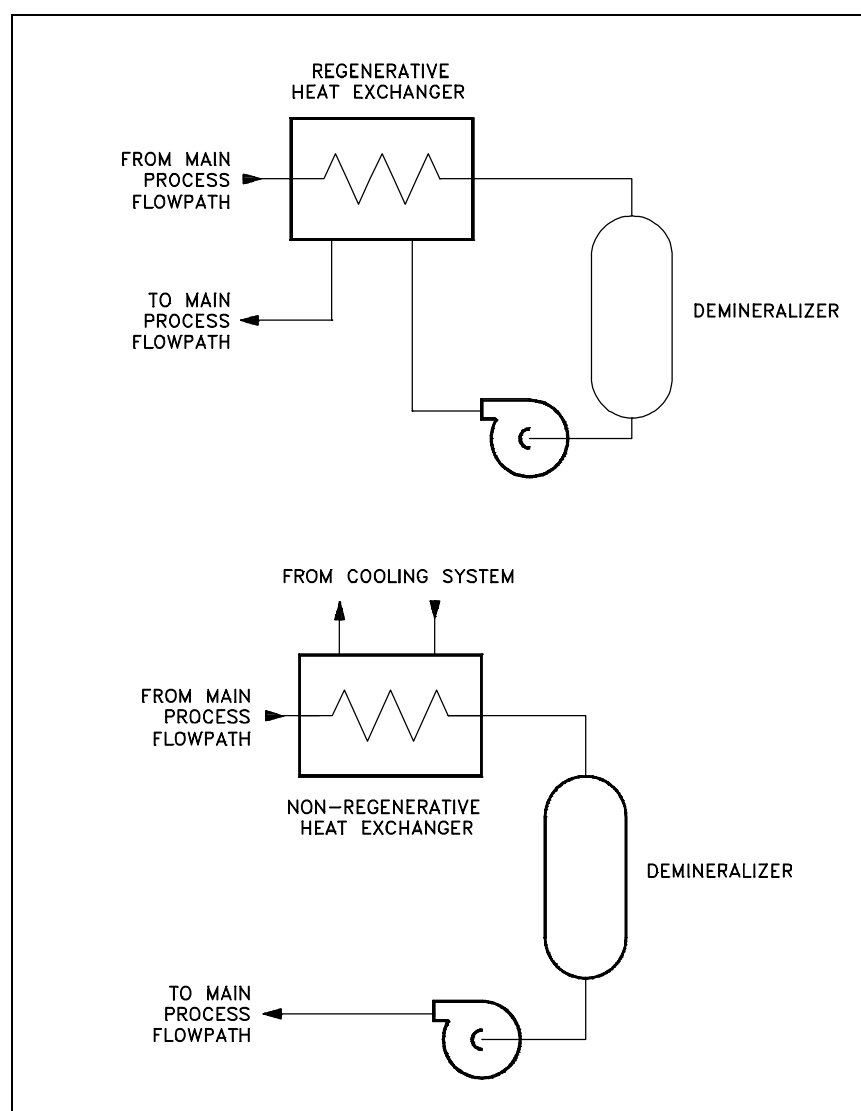 REGENERATIVE
HEAT EXCHANGER
FROM MAIN
PROCESS
FLOWPATH
TO MAIN
PROCESS
FLOWPATH
DEMINERALIZER
FROM COOLING SYSTEM
FROM MAIN
PROCESS
FLOWPATH
NON-REGENERATIVE
HEAT EXCHANGER
DEMINERALIZER
TO MAIN
PROCESS
FLOWPATH